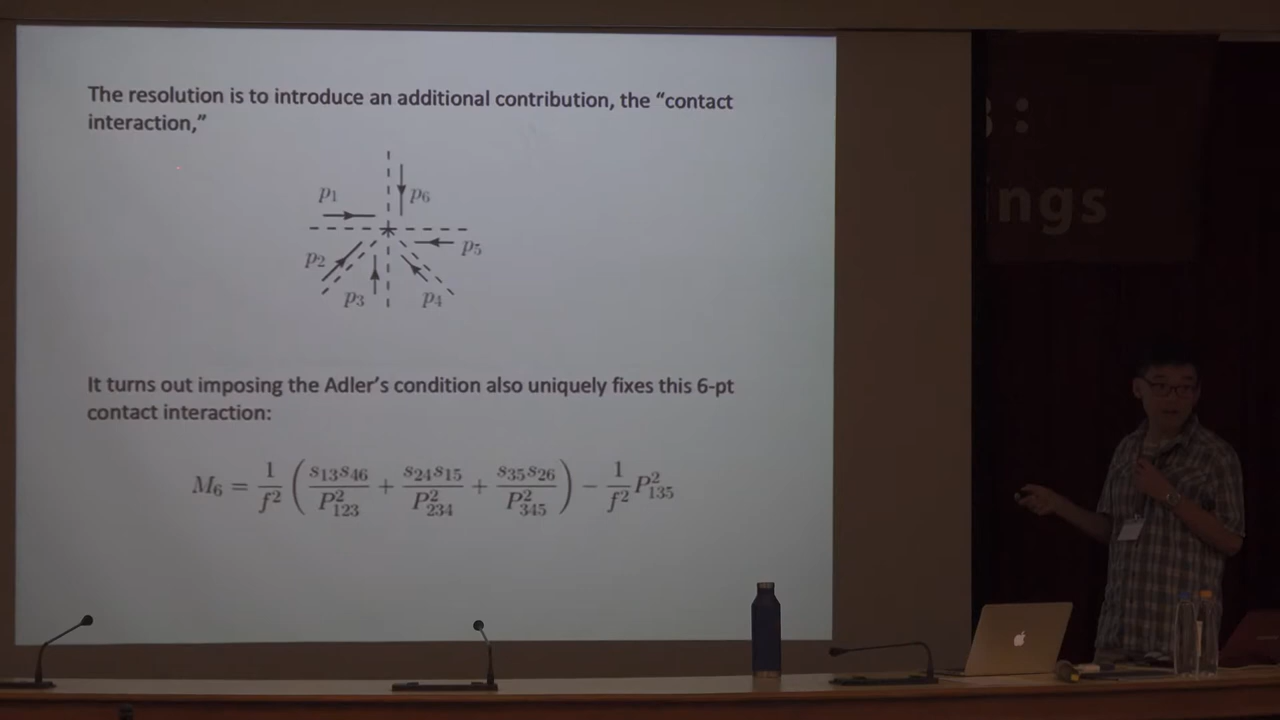 The resolution is to introduce an additional contribution, the “contact
interaction,”
p₁
p₆
p₂
p₅
p₃
p₄
It turns out imposing the Adler's condition also uniquely fixes this 6-pt
contact interaction:
M₆ = 1/f² ( s₁₃s₄₆/P²₁₂₃ + s₂₄s₁₅/P²₂₃₄ + s₃₅s₂₆/P²₃₄₅ ) − 1/f² P²₁₃₅
:
ngs